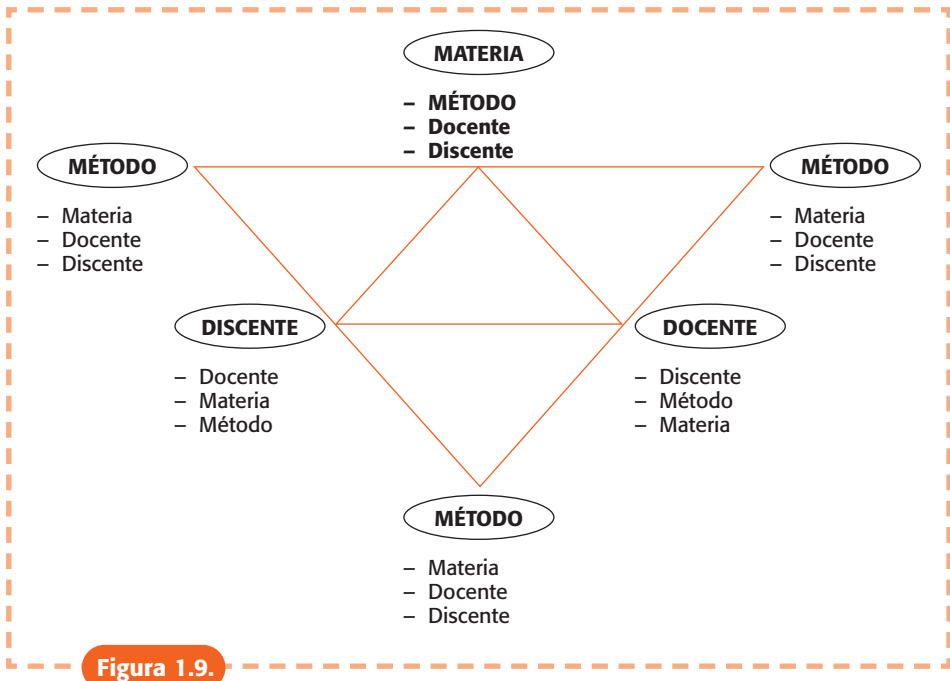 MATERIA
– MÉTODO
– Docente
– Discente
MÉTODO
– Materia
– Docente
– Discente
MÉTODO
– Materia
– Docente
– Discente
DISCENTE
– Docente
– Materia
– Método
DOCENTE
– Discente
– Método
– Materia
MÉTODO
– Materia
– Docente
– Discente
Figura 1.9.